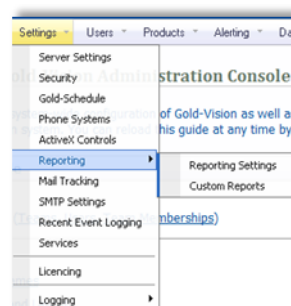 Settings Users Products Alerting Da
Server Settings
stration Console
Security
Gold-Schedule
of Gold-Vision as well a
Phone Systems
his guide at any time by
ActiveX Controls
Reporting
Reporting Settings
Mail Tracking
Custom Reports
SMTP Settings
mberships)
Recent Event Logging
Services
Licencing
Logging